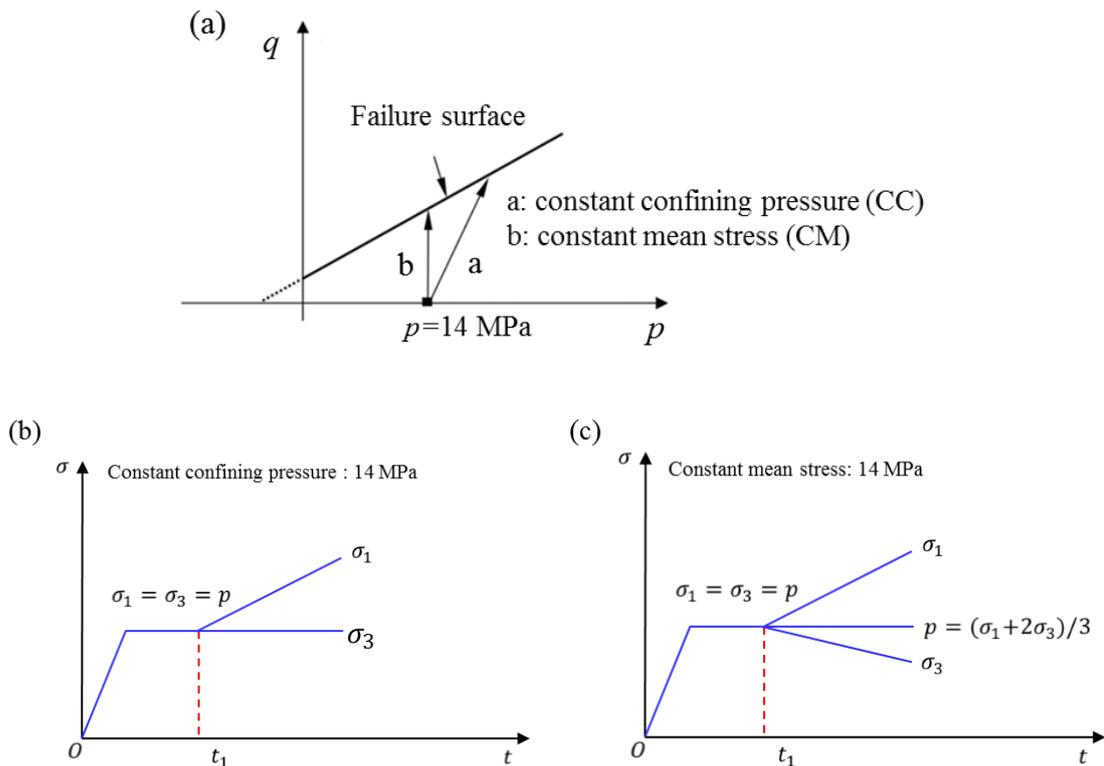 (a)
q
Failure surface
a: constant confining pressure (CC)
b: constant mean stress (CM)
b
a
p=14 MPa
p
(b)
σ
Constant confining pressure : 14 MPa
σ₁
σ₁ = σ₃ = p
σ₃
O
t₁
t
(c)
σ
Constant mean stress: 14 MPa
σ₁
σ₁ = σ₃ = p
p = (σ₁+2σ₃)/3
σ₃
O
t₁
t